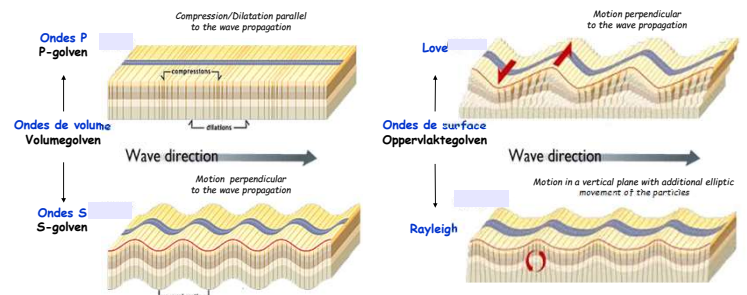 Compression/Dilatation parallel
to the wave propagation
Ondes P
P-golven
compressions
dilations
Ondes de volume
Volumegolven
Wave direction
Motion perpendicular
to the wave propagation
Ondes S
S-golven
Motion perpendicular
to the wave propagation
Love
Ondes de surface
Oppervlaktegolven
Wave direction
Motion in a vertical plane with additional elliptic
movement of the particles
Rayleigh